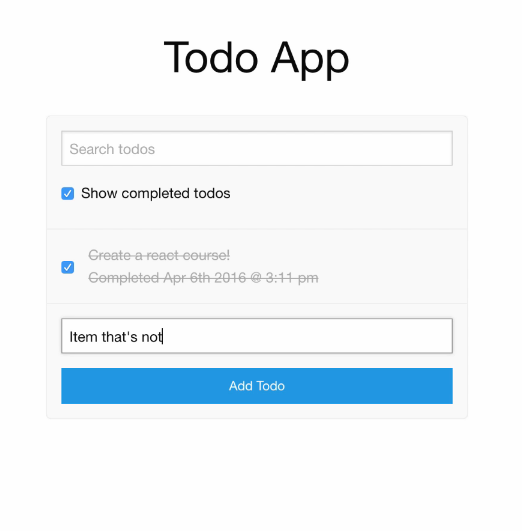 Todo App
Search todos
Show completed todos
Create a react course!
Completed Apr 6th 2016 @ 3:11 pm
Item that's not
Add Todo